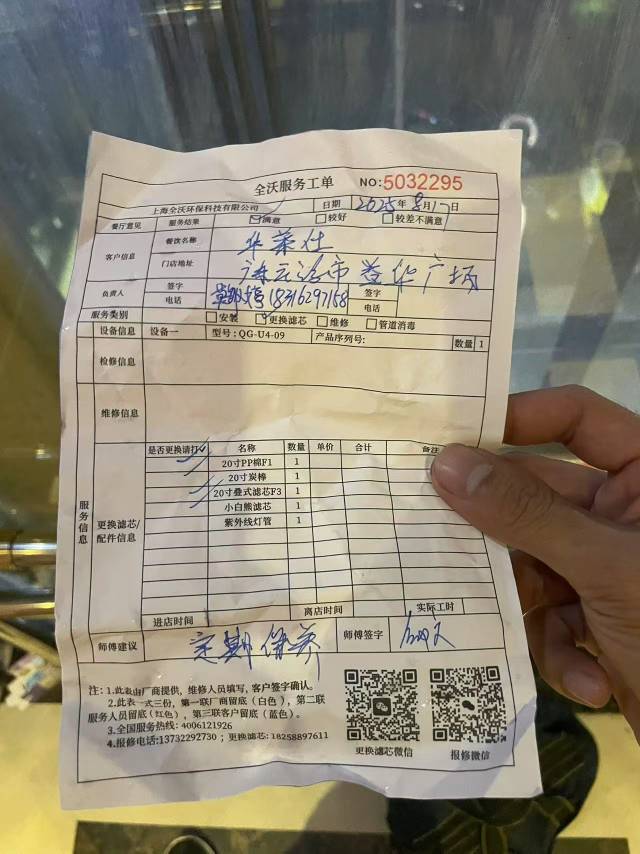 全沃服务工单 NO:5032295
上海全沃环保科技有限公司 日期 2025年8月17日
餐厅意见 服务结果 ☑满意 □较好 □较差不满意
客户信息 餐饮名称 华莱仕
门店地址 市益华广场
负责人 签字 签字
电话 18316297158 电话
服务类别 □安装 ☑更换滤芯 □维修 □管道消毒
设备信息 设备一 型号:QG-U4-09 产品序列号: 数量 1
检修信息
维修信息
服务信息
更换滤芯/配件信息
是否更换请打✓ 名称 数量 单价 合计 备注
✓ 20寸PP棉F1 1
20寸炭棒 1
✓ 20寸叠式滤芯F3 1
小白熊滤芯 1
紫外线灯管 1
进店时间 离店时间 实际工时
师傅建议 定期保养 师傅签字
注:1.此表由厂商提供,维修人员填写,客户签字确认。
2.此表一式三份,第一联厂商留底(白色),第二联
服务人员留底(红色),第三联客户留底(蓝色)。
3.全国服务热线:4006121926
4.报修电话:13732292730 ; 更换滤芯:18258897611
更换滤芯微信 报修微信